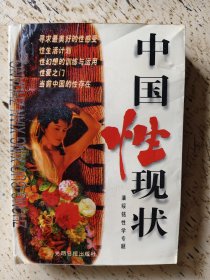 寻求最美好的性感受
性生活计划
性幻想的训练与运用
性爱之门
当前中国的性存在
中国
性
现状
潘绥铭性学专题
光明日报出版社